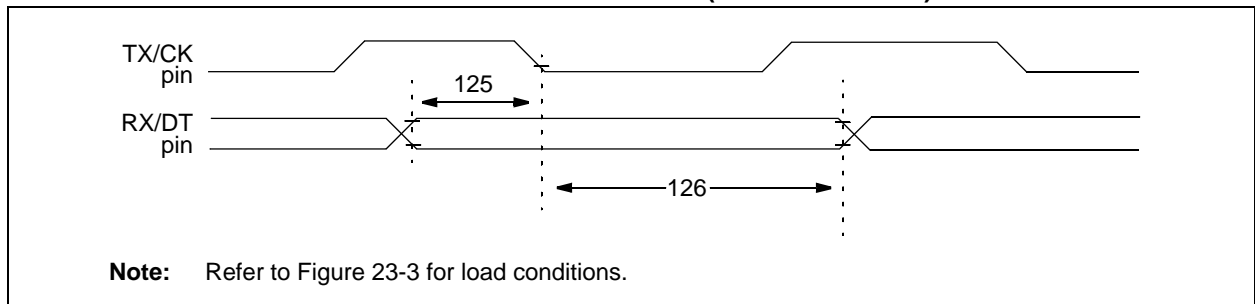 TX/CK
pin
125
RX/DT
pin
126
Note: Refer to Figure 23-3 for load conditions.